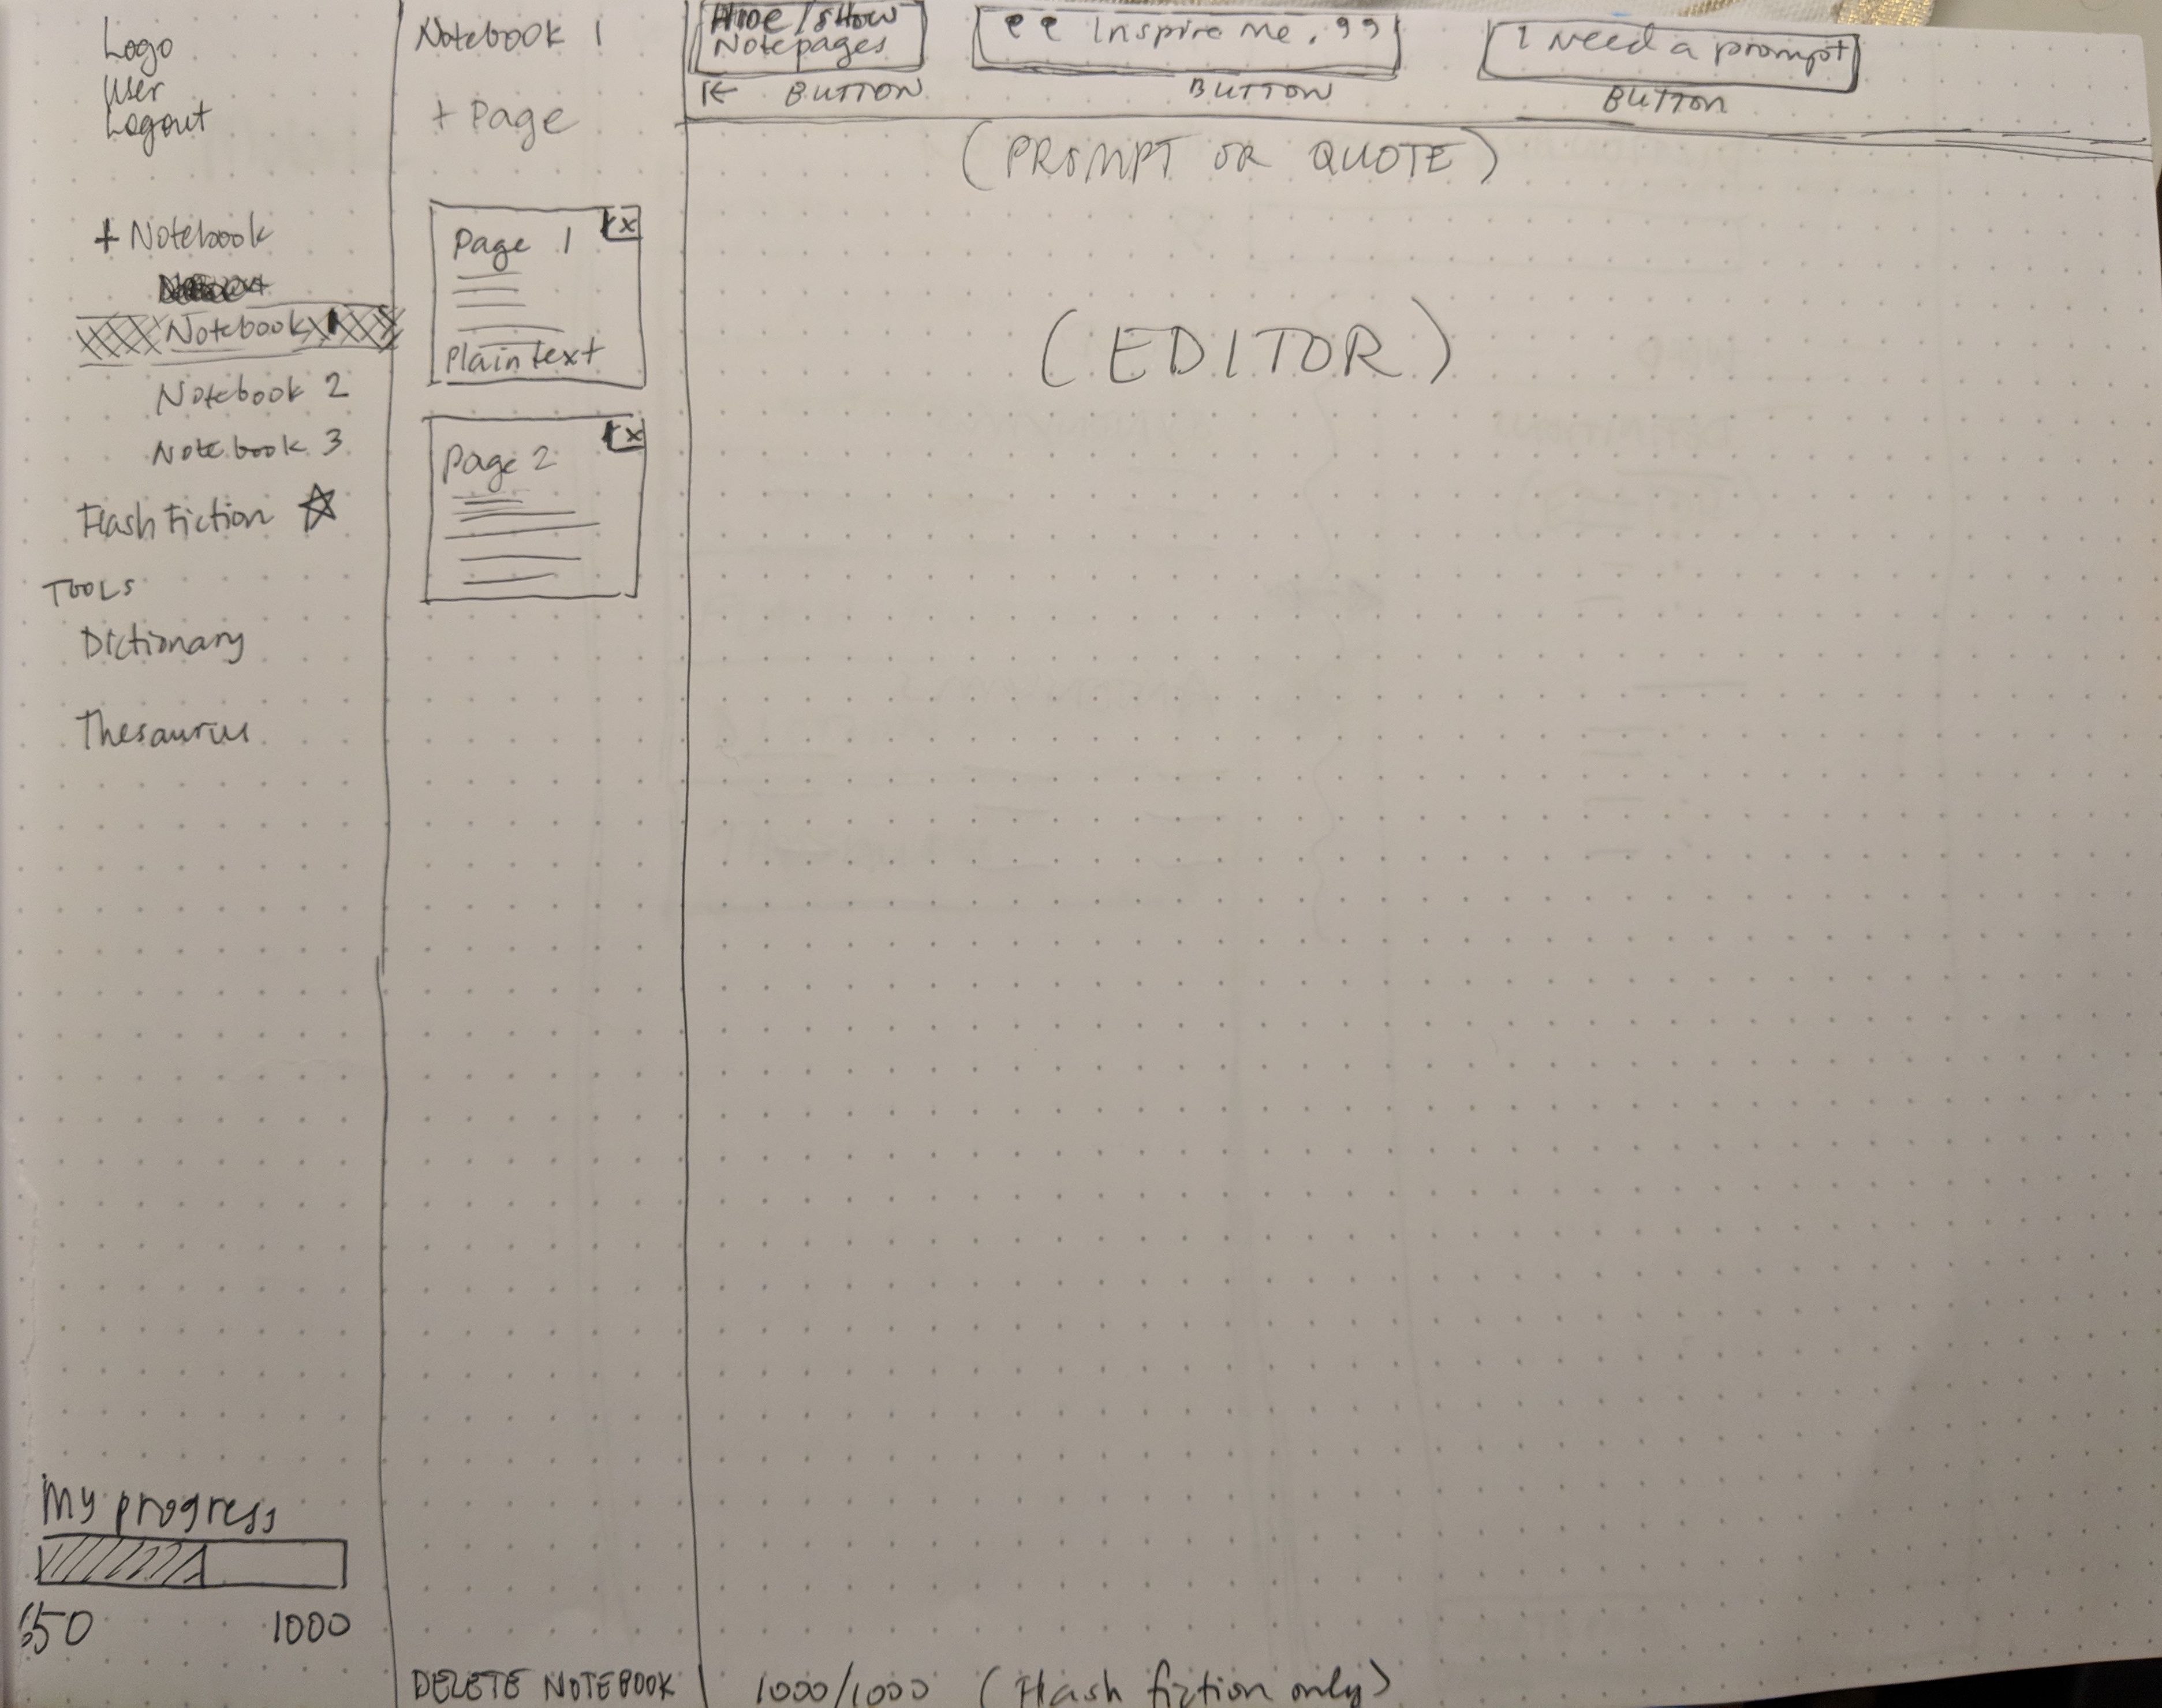 Logo
User
Logout
+ Notebook
Notebook 1
Notebook 2
Notebook 3
Flash Fiction
TOOLS
Dictionary
Thesaurus
My progress
1000
Notebook 1
+ Page
Page 1
x
Plain text
Page 2
x
DELETE NOTEBOOK
Hide/show
Notepages
BUTTON
Inspire me.
BUTTON
I need a prompt
BUTTON
(PROMPT OR QUOTE)
(EDITOR)
1000/1000 (Flash fiction only)